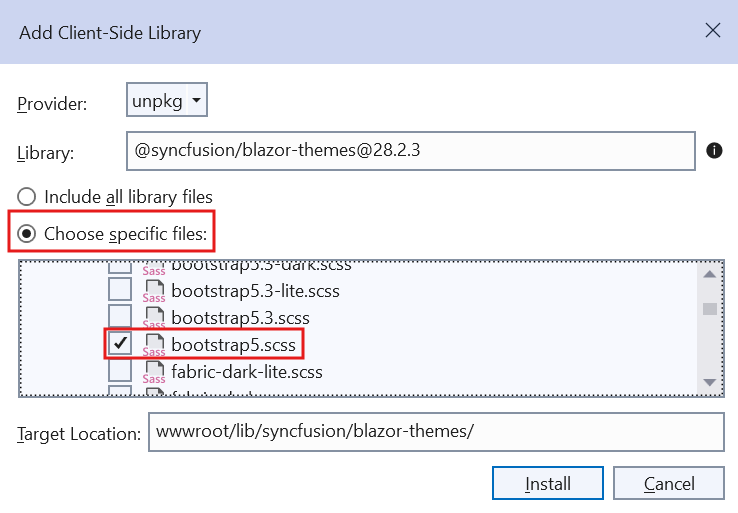 Add Client-Side Library
Provider: unpkg
Library: @syncfusion/blazor-themes@28.2.3
Include all library files
Choose specific files:
Sass bootstrap5.3-dark.scss
Sass bootstrap5.3-lite.scss
Sass bootstrap5.3.scss
Sass bootstrap5.scss
Sass fabric-dark-lite.scss
Target Location: wwwroot/lib/syncfusion/blazor-themes/
Install Cancel